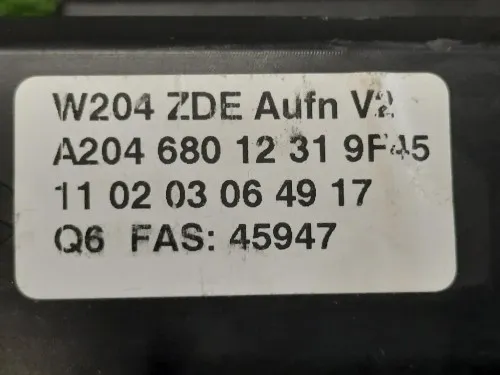 W204 ZDE Aufn V2
A204 680 12 31 9F45
11 02 03 06 49 17
Q6 FAS: 45947